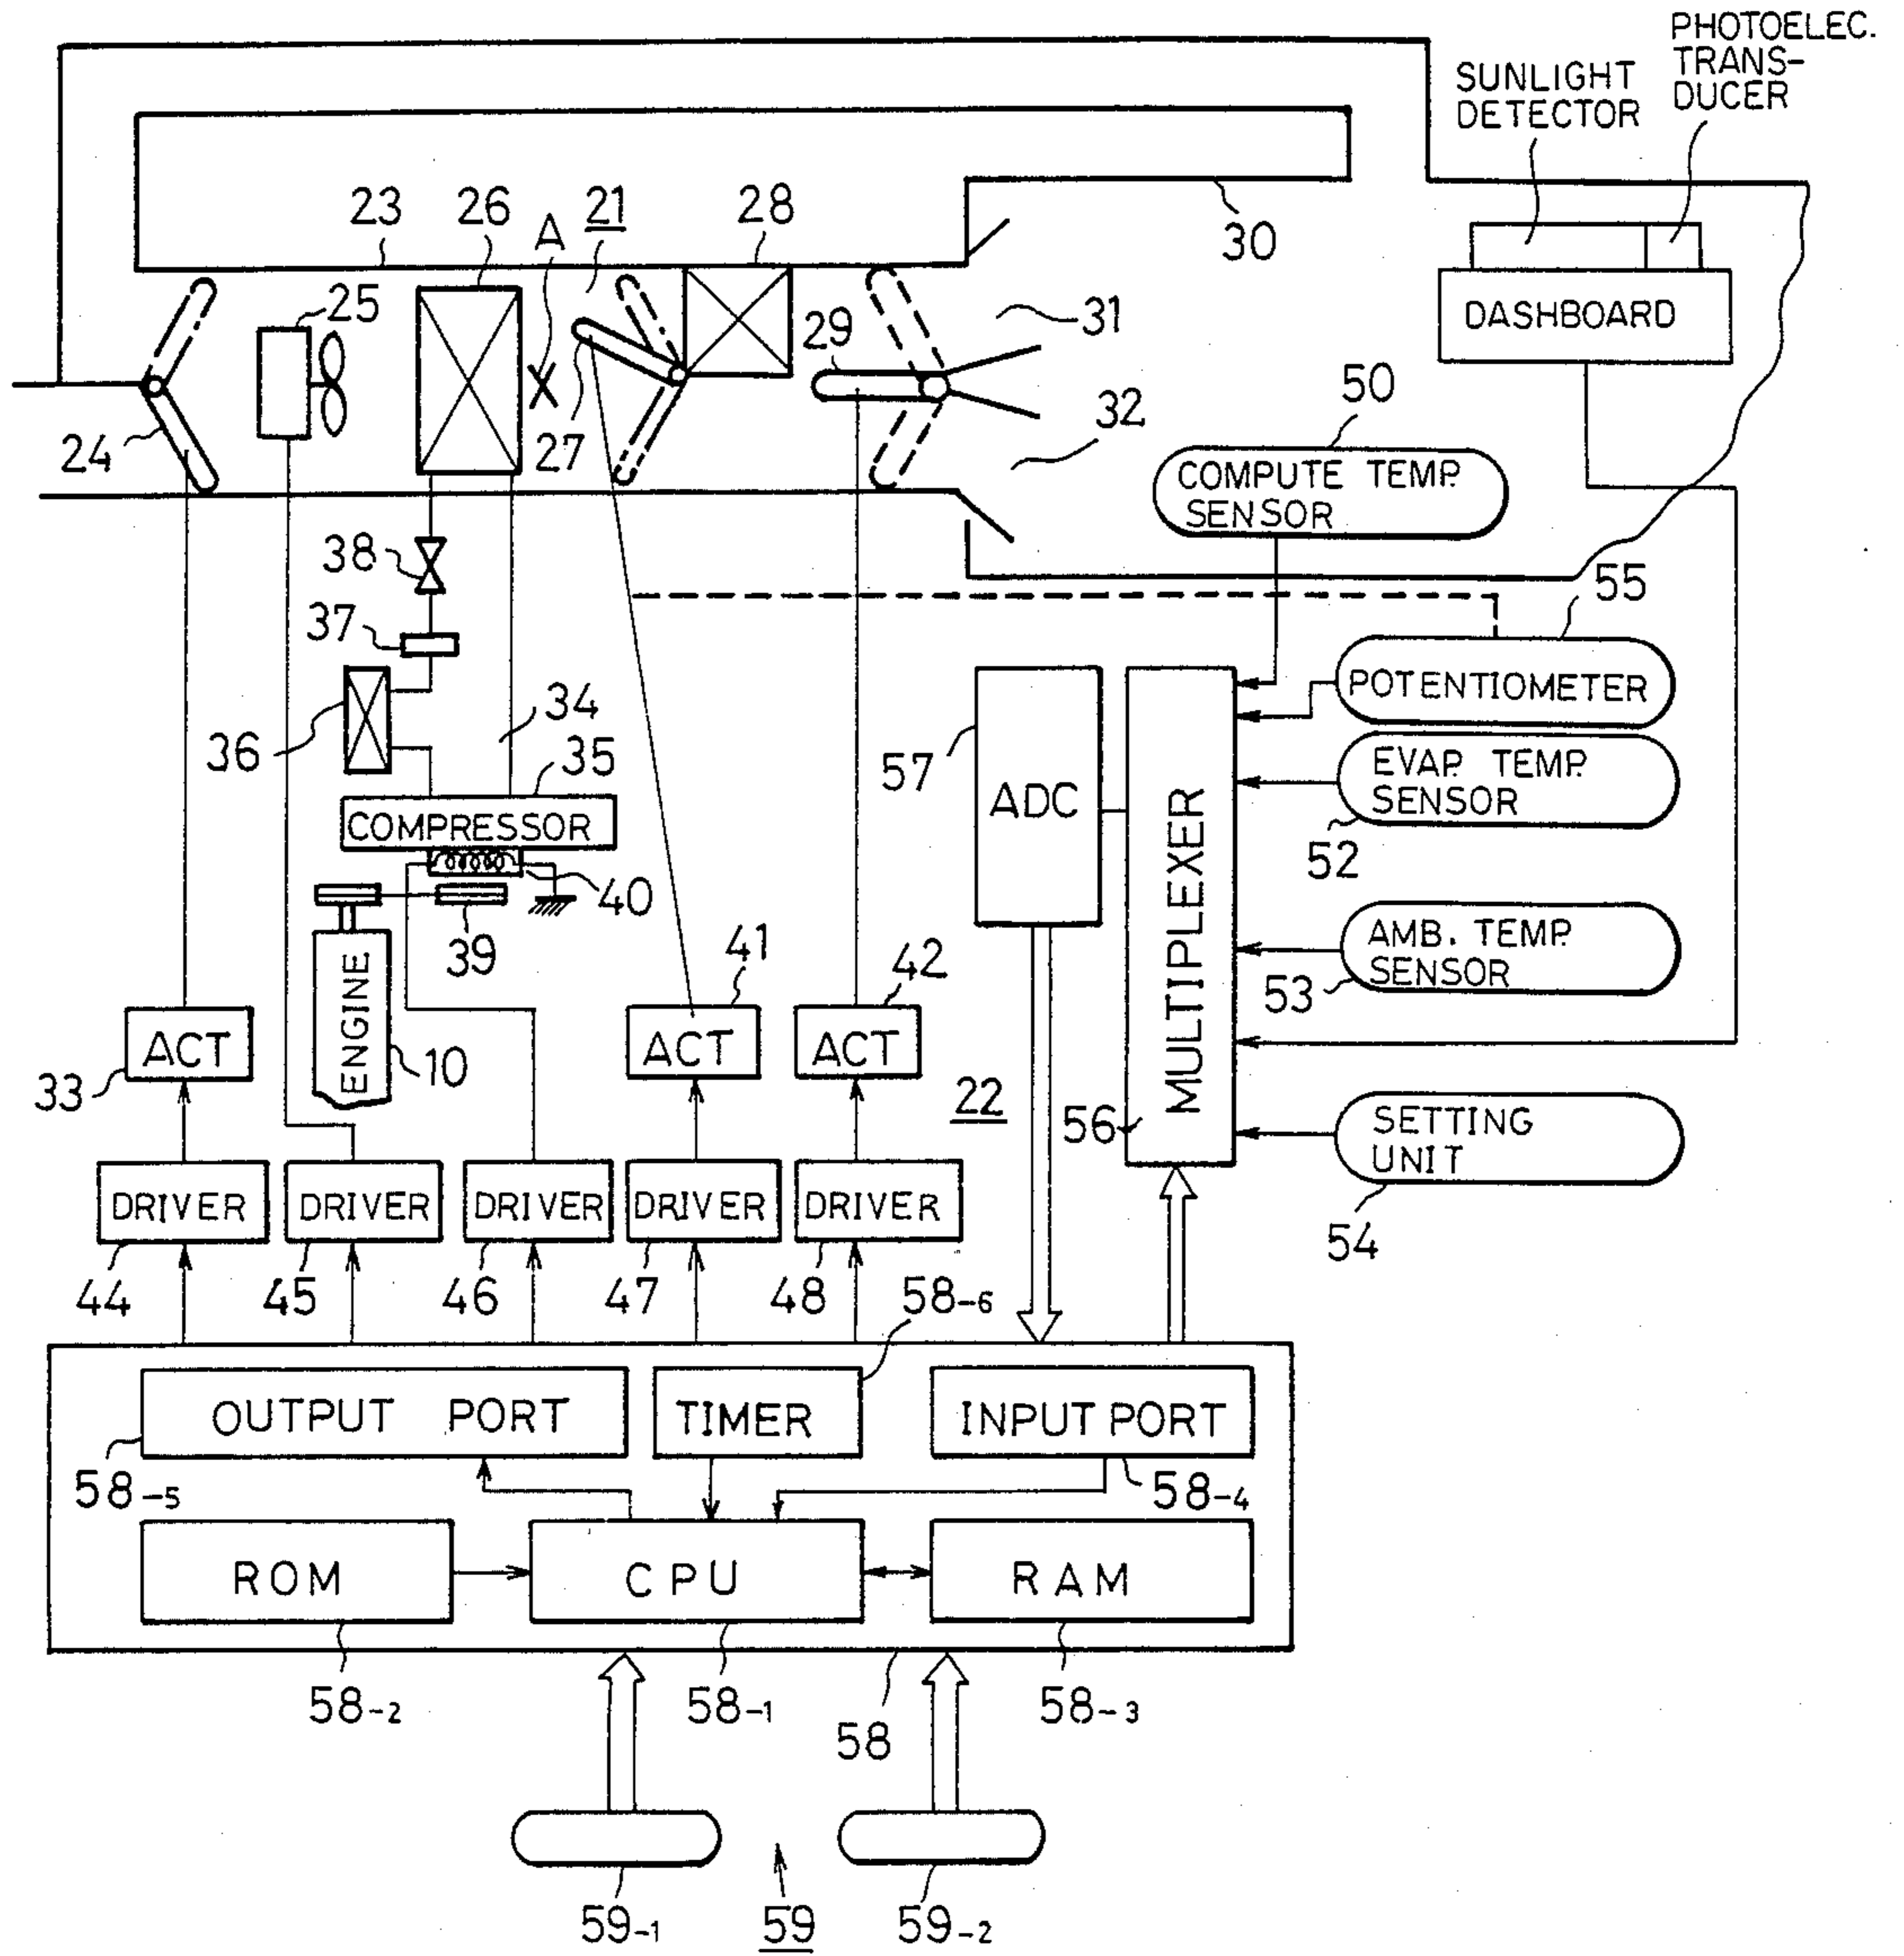 PHOTOELEC.
TRANS-
DUCER
SUNLIGHT
DETECTOR
23
26
A
21
28
30
25
29
31
DASHBOARD
24
27
32
50
COMPUTE TEMP.
SENSOR
38
55
37
POTENTIOMETER
36
34
35
57
ADC
EVAP. TEMP.
SENSOR
COMPRESSOR
52
40
39
41
42
MULTIPLEXER
AMB. TEMP.
SENSOR
53
ACT
ENGINE
ACT
ACT
33
10
22
56
SETTING
UNIT
DRIVER
DRIVER
DRIVER
DRIVER
DRIVER
54
44
45
46
47
48
58-6
OUTPUT PORT
TIMER
INPUT PORT
58-5
58-4
ROM
CPU
RAM
58-2
58-1
58
58-3
59-1
59
59-2